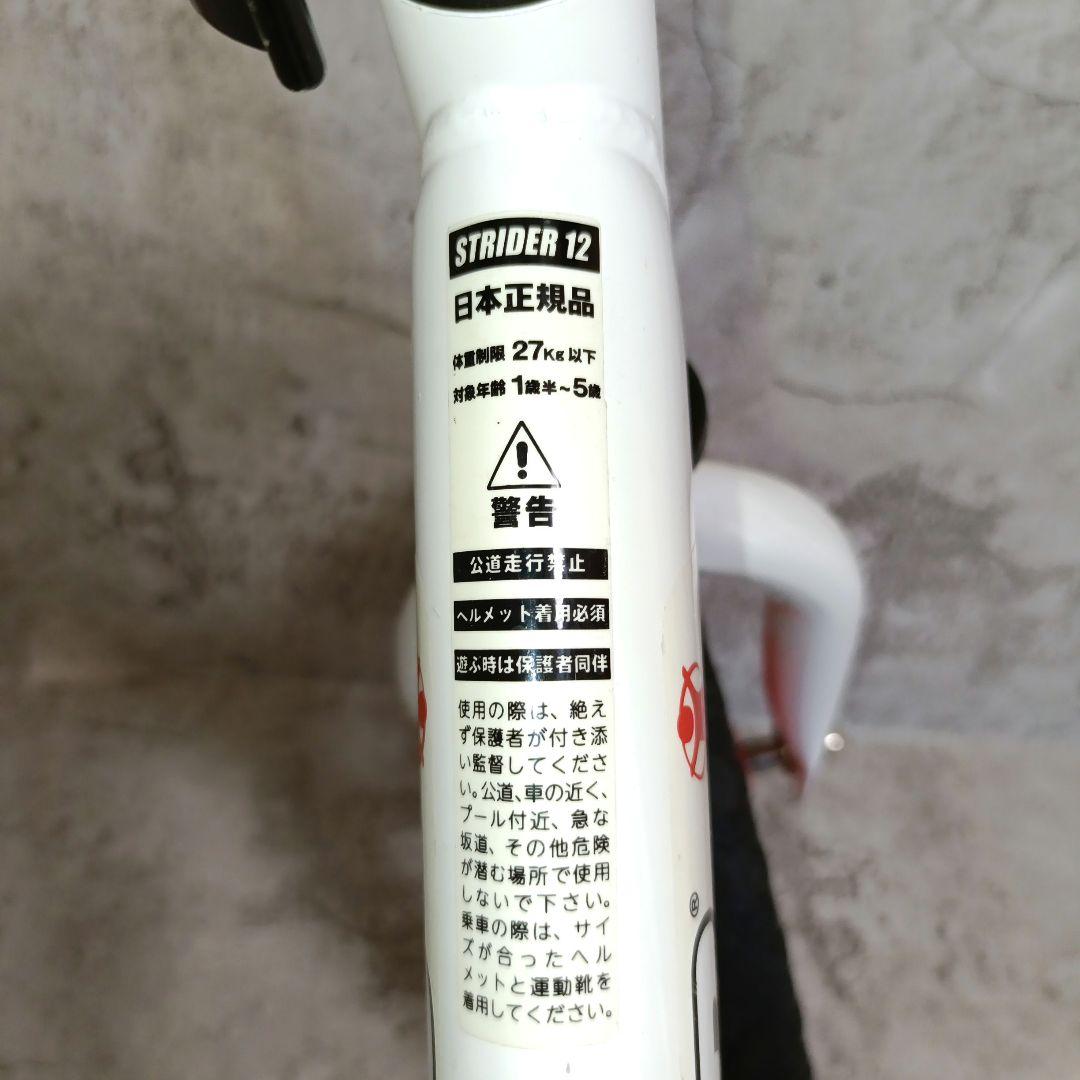 STRIDER 12
日本正規品
体重制限 27Kg以下
対象年齢 1歳半～5歳
警告
公道走行禁止
ヘルメット着用必須
遊ぶ時は保護者同伴
使用の際は、絶え
ず保護者が付き添
い監督してくださ
い。公道、車の近く、
プール付近、急な
坂道、その他危険
が潜む場所で使用
しないで下さい。
乗車の際は、サイ
ズが合ったヘル
メットと運動靴を
着用してください。
®